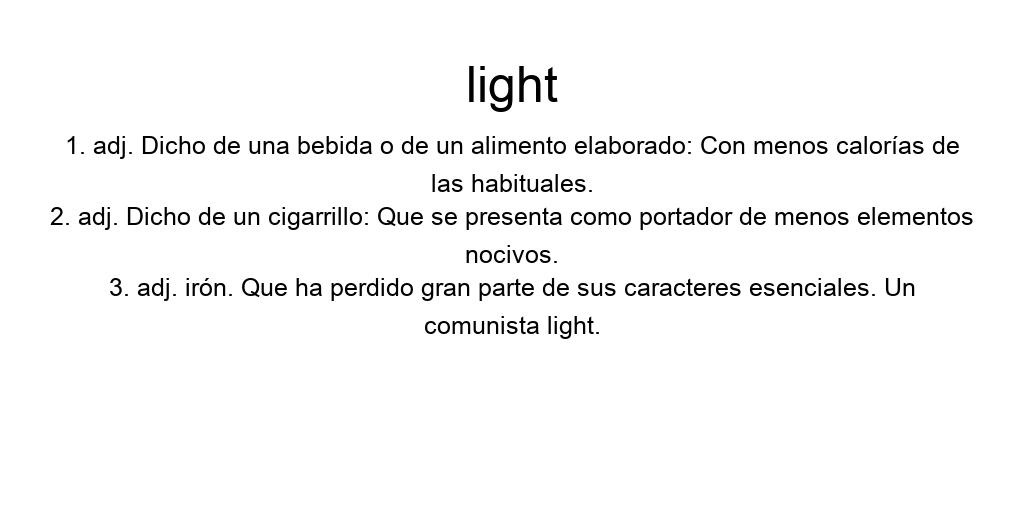 light
1. adj. Dicho de una bebida o de un alimento elaborado: Con menos calorías de
las habituales.
2. adj. Dicho de un cigarrillo: Que se presenta como portador de menos elementos
nocivos.
3. adj. irón. Que ha perdido gran parte de sus caracteres esenciales. Un
comunista light.